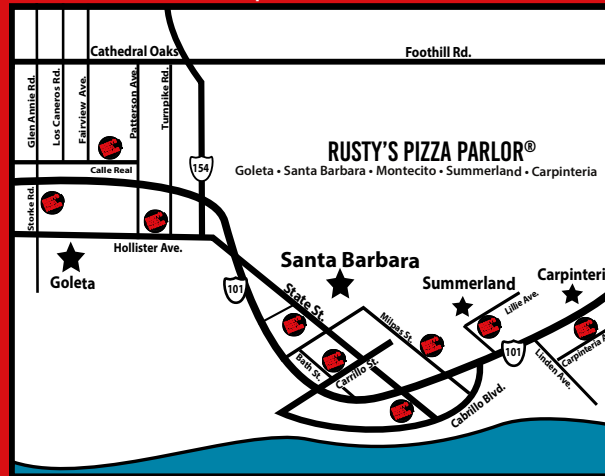 Cathedral Oaks
Foothill Rd.
Glen Annie Rd.
Los Caneros Rd.
Fairview Ave.
Patterson Ave.
Turnpike Rd.
RUSTY'S PIZZA PARLOR®
Goleta • Santa Barbara • Montecito • Summerland • Carpinteria
154
Calle Real
Storke Rd.
Hollister Ave.
Goleta
Santa Barbara
Summerland
Carpinteri
101
State St.
Milpas St.
Lillie Ave.
101
Bath St.
Carrillo St.
Linden Ave.
Carpinteria
Cabrillo Blvd.